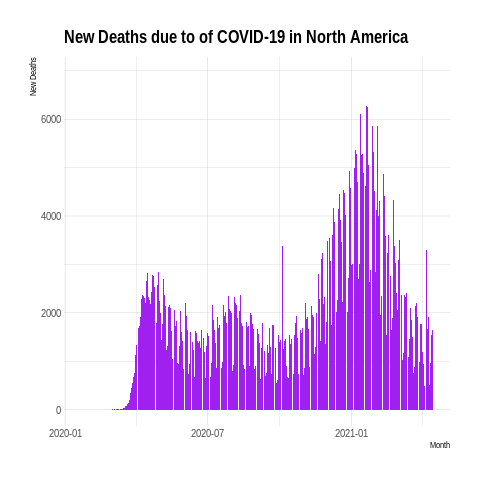 New Deaths due to of COVID-19 in North America
New Deaths
6000
4000
2000
0
2020-01
2020-07
2021-01
Month